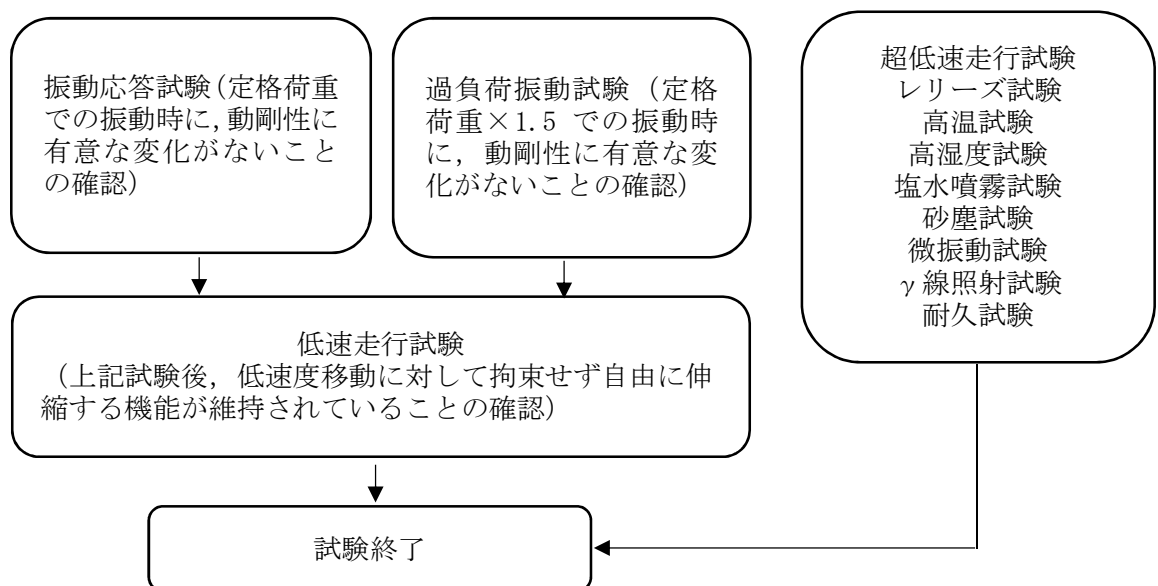 振動応答試験(定格荷重
での振動時に,動剛性に
有意な変化がないこと
の確認)
過負荷振動試験（定格
荷重×1.5 での振動時
に，動剛性に有意な変
化がないことの確認）
超低速走行試験
レリーズ試験
高温試験
高湿度試験
塩水噴霧試験
砂塵試験
微振動試験
γ線照射試験
耐久試験
低速走行試験
（上記試験後，低速度移動に対して拘束せず自由に伸
縮する機能が維持されていることの確認）
試験終了